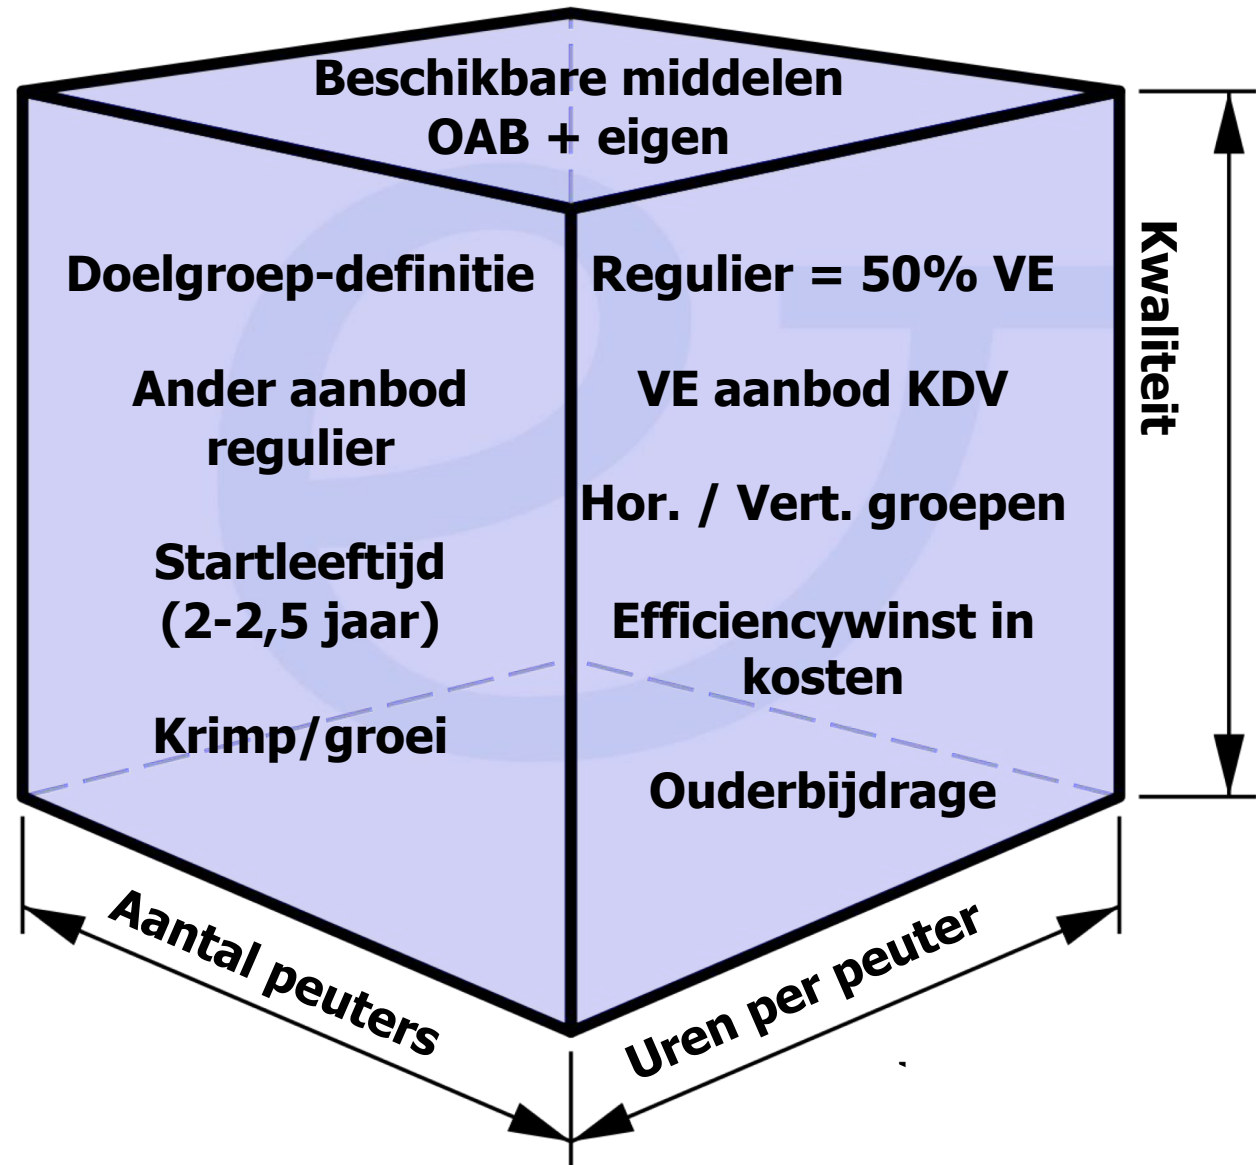 Beschikbare middelen
OAB + eigen
Doelgroep-definitie
Ander aanbod
regulier
Startleeftijd
(2-2,5 jaar)
Krimp/groei
Regulier = 50% VE
VE aanbod KDV
Hor. / Vert. groepen
Efficiencywinst in
kosten
Ouderbijdrage
Kwaliteit
Aantal peuters
Uren per peuter